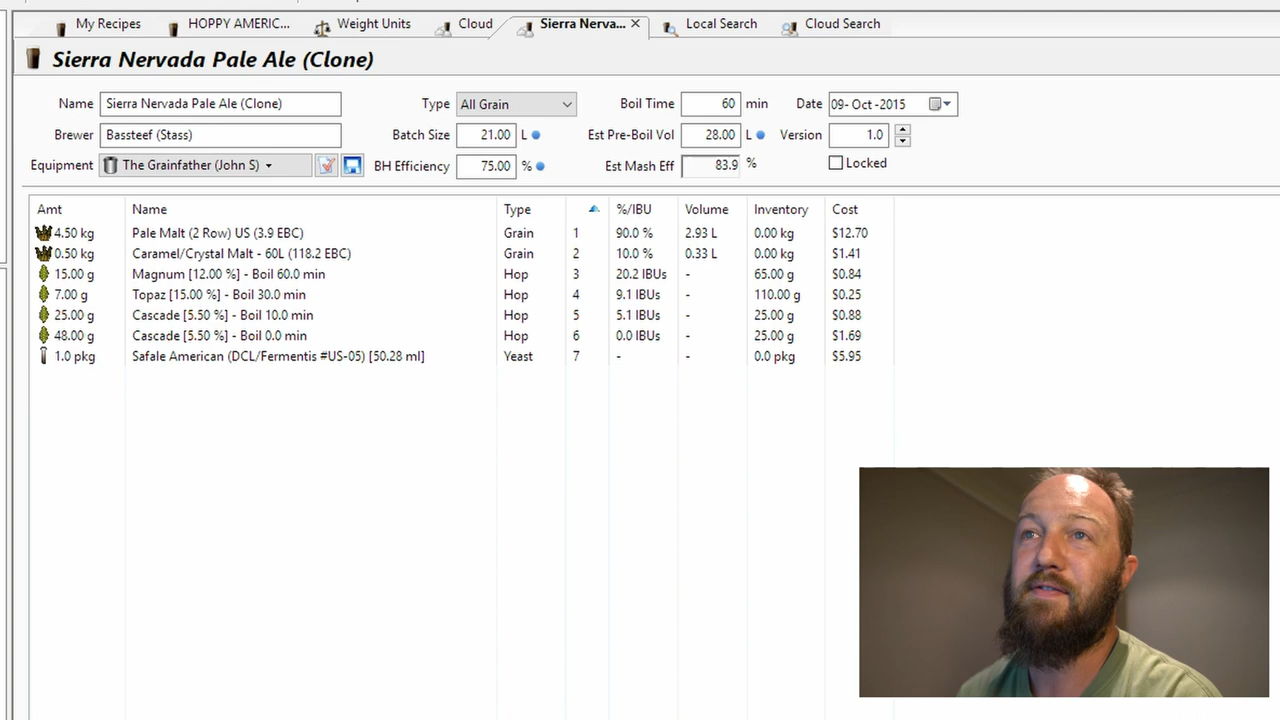 My Recipes HOPPY AMERIC... Weight Units Cloud Sierra Nerva... Local Search Cloud Search
Sierra Nervada Pale Ale (Clone)
Name Sierra Nervada Pale Ale (Clone) Type All Grain Boil Time 60 min Date 09- Oct -2015
Brewer Bassteef (Stass) Batch Size 21.00 L Est Pre-Boil Vol 28.00 L Version 1.0
Equipment The Grainfather (John S) BH Efficiency 75.00 % Est Mash Eff 83.9 % Locked
Amt Name Type %/IBU Volume Inventory Cost
4.50 kg Pale Malt (2 Row) US (3.9 EBC) Grain 1 90.0 % 2.93 L 0.00 kg $12.70
0.50 kg Caramel/Crystal Malt - 60L (118.2 EBC) Grain 2 10.0 % 0.33 L 0.00 kg $1.41
15.00 g Magnum [12.00 %] - Boil 60.0 min Hop 3 20.2 IBUs - 65.00 g $0.84
7.00 g Topaz [15.00 %] - Boil 30.0 min Hop 4 9.1 IBUs - 110.00 g $0.25
25.00 g Cascade [5.50 %] - Boil 10.0 min Hop 5 5.1 IBUs - 25.00 g $0.88
48.00 g Cascade [5.50 %] - Boil 0.0 min Hop 6 0.0 IBUs - 25.00 g $1.69
1.0 pkg Safale American (DCL/Fermentis #US-05) [50.28 ml] Yeast 7 - - 0.0 pkg $5.95